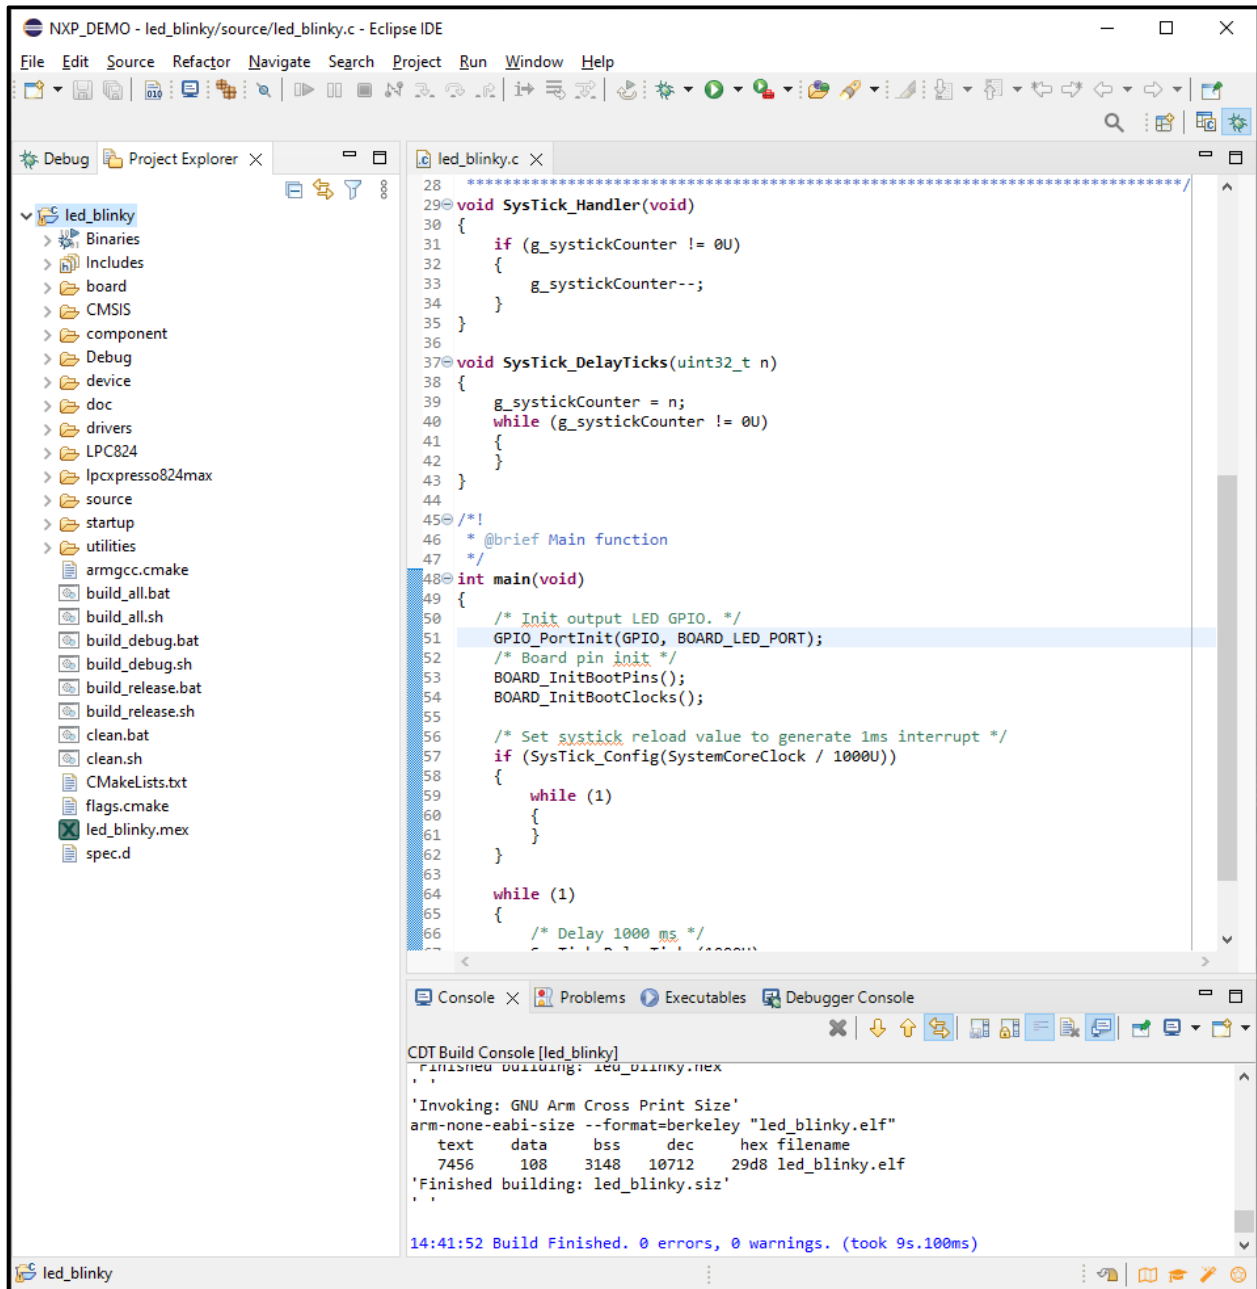 NXP_DEMO - led_blinky/source/led_blinky.c - Eclipse IDE
File Edit Source Refactor Navigate Search Project Run Window Help
Debug Project Explorer
led_blinky
Binaries
Includes
board
CMSIS
component
Debug
device
doc
drivers
LPC824
lpcxpresso824max
source
startup
utilities
armgcc.cmake
build_all.bat
build_all.sh
build_debug.bat
build_debug.sh
build_release.bat
build_release.sh
clean.bat
clean.sh
CMakeLists.txt
flags.cmake
led_blinky.mex
spec.d
led_blinky.c
28 ******************************************************************************/
29 void SysTick_Handler(void)
30 {
31 if (g_systickCounter != 0U)
32 {
33 g_systickCounter--;
34 }
35 }
36
37 void SysTick_DelayTicks(uint32_t n)
38 {
39 g_systickCounter = n;
40 while (g_systickCounter != 0U)
41 {
42 }
43 }
44
45 /*!
46 * @brief Main function
47 */
48 int main(void)
49 {
50 /* Init output LED GPIO. */
51 GPIO_PortInit(GPIO, BOARD_LED_PORT);
52 /* Board pin init */
53 BOARD_InitBootPins();
54 BOARD_InitBootClocks();
55
56 /* Set systick reload value to generate 1ms interrupt */
57 if (SysTick_Config(SystemCoreClock / 1000U))
58 {
59 while (1)
60 {
61 }
62 }
63
64 while (1)
65 {
66 /* Delay 1000 ms */
Console Problems Executables Debugger Console
CDT Build Console [led_blinky]
'Finished building: led_blinky.hex
' '
'Invoking: GNU Arm Cross Print Size'
arm-none-eabi-size --format=berkeley "led_blinky.elf"
text data bss dec hex filename
7456 108 3148 10712 29d8 led_blinky.elf
'Finished building: led_blinky.siz'
' '
14:41:52 Build Finished. 0 errors, 0 warnings. (took 9s.100ms)
led_blinky